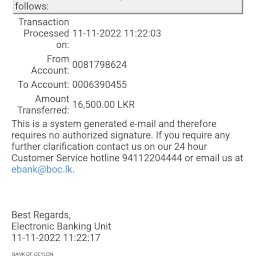 follows:
Transaction
Processed 11-11-2022 11:22:03
on:
From
Account: 0081798624
To Account: 0006390455
Amount
Transferred: 16,500.00 LKR
This is a system generated e-mail and therefore
requires no authorized signature. If you require any
further clarification contact us on our 24 hour
Customer Service hotline 94112204444 or email us at
ebank@boc.lk.
Best Regards,
Electronic Banking Unit
11-11-2022 11:22:17
BANK OF CEYLON